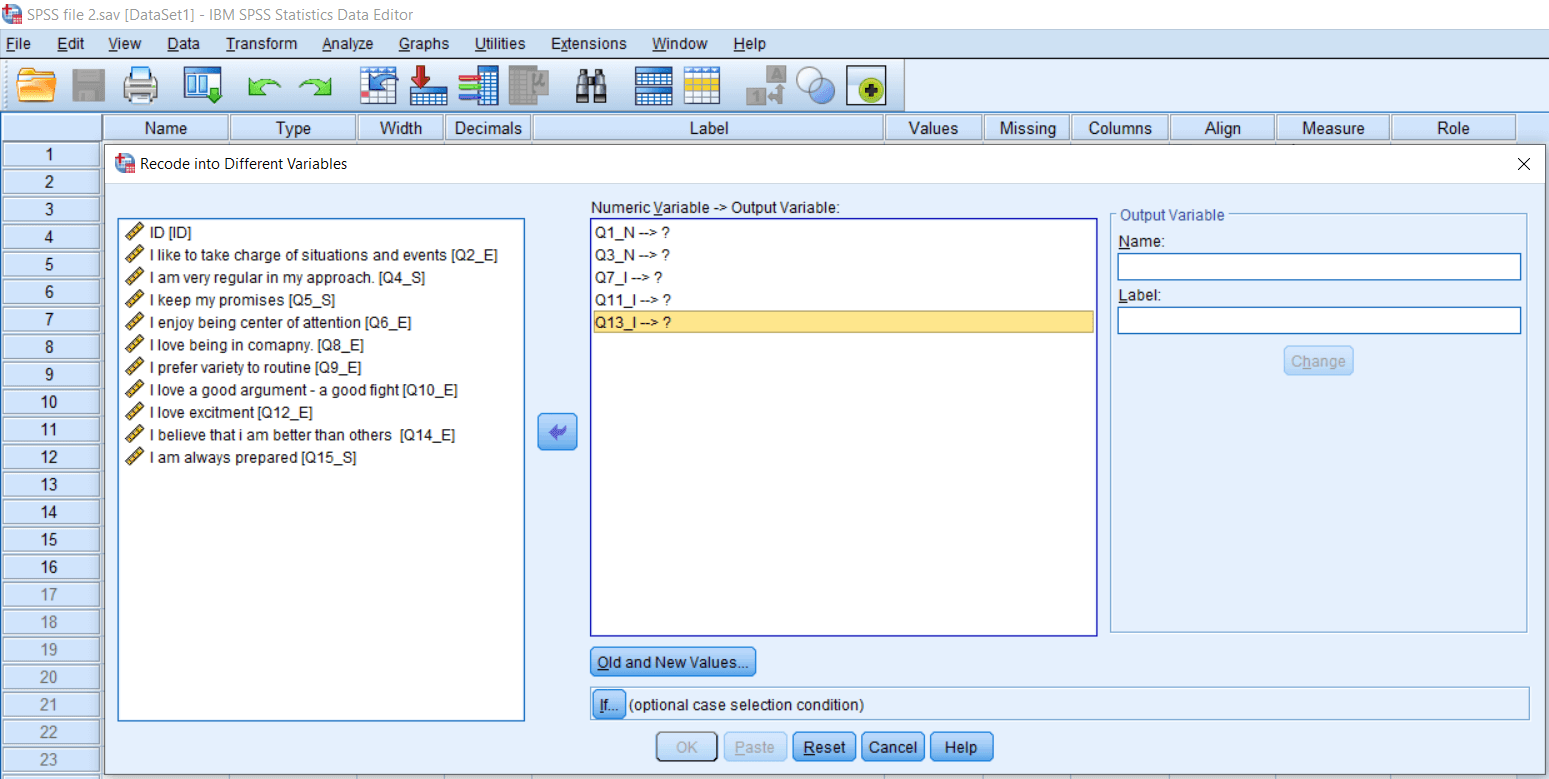 SPSS file 2.sav [DataSet1] - IBM SPSS Statistics Data Editor
File Edit View Data Transform Analyze Graphs Utilities Extensions Window Help
A
1
µ
Name Type Width Decimals Label Values Missing Columns Align Measure Role
1
2
3
4
5
6
7
8
9
10
11
12
13
14
15
16
17
18
19
20
21
22
23
Recode into Different Variables
ID [ID]
I like to take charge of situations and events [Q2_E]
I am very regular in my approach. [Q4_S]
I keep my promises [Q5_S]
I enjoy being center of attention [Q6_E]
I love being in comapny. [Q8_E]
I prefer variety to routine [Q9_E]
I love a good argument - a good fight [Q10_E]
I love excitment [Q12_E]
I believe that i am better than others [Q14_E]
I am always prepared [Q15_S]
Numeric Variable -> Output Variable:
Q1_N --> ?
Q3_N --> ?
Q7_I --> ?
Q11_I --> ?
Q13_I --> ?
Output Variable
Name:
Label:
Change
Old and New Values...
If... (optional case selection condition)
OK Paste Reset Cancel Help